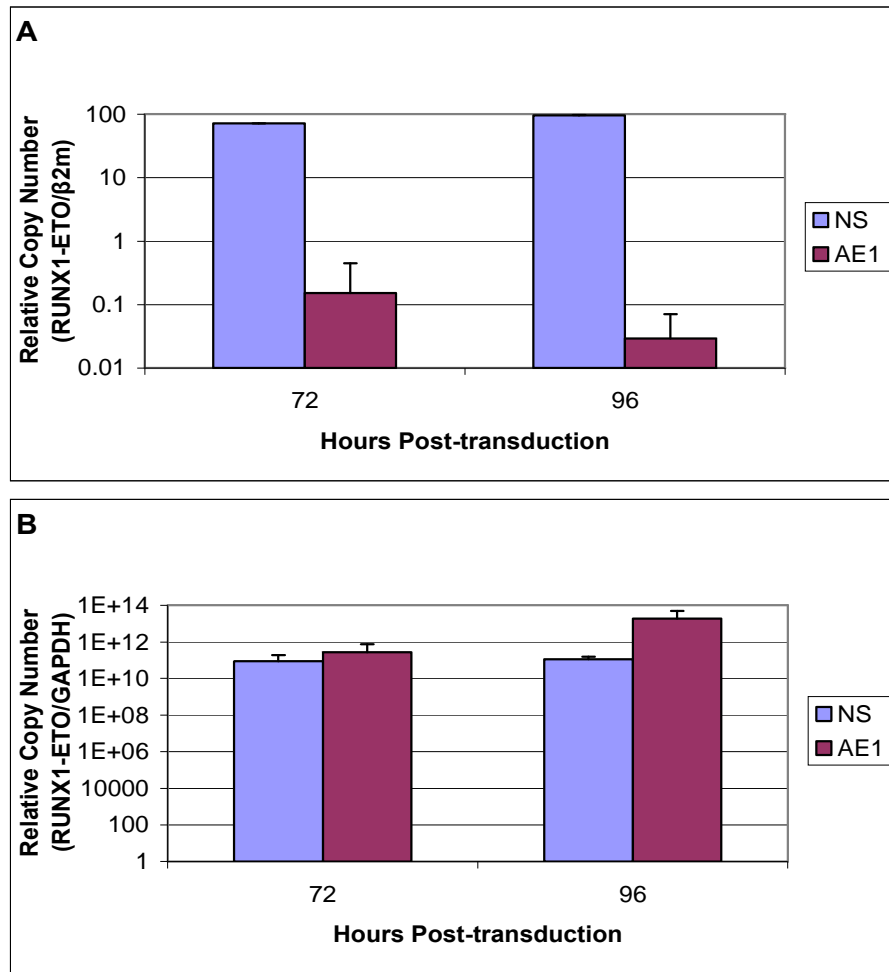 A
Relative Copy Number
(RUNX1-ETO/β2m)
100
10
1
0.1
0.01
72
96
Hours Post-transduction
NS
AE1
B
Relative Copy Number
(RUNX1-ETO/GAPDH)
1E+14
1E+12
1E+10
1E+08
1E+06
10000
100
1
72
96
Hours Post-transduction
NS
AE1